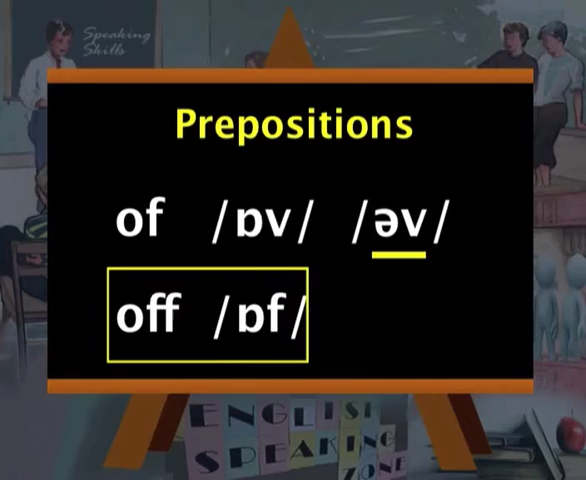 Speaking
Skills
Prepositions
of /ɒv/ /əv/
off /ɒf/
ENGLISH
SPEAKING
ZONE